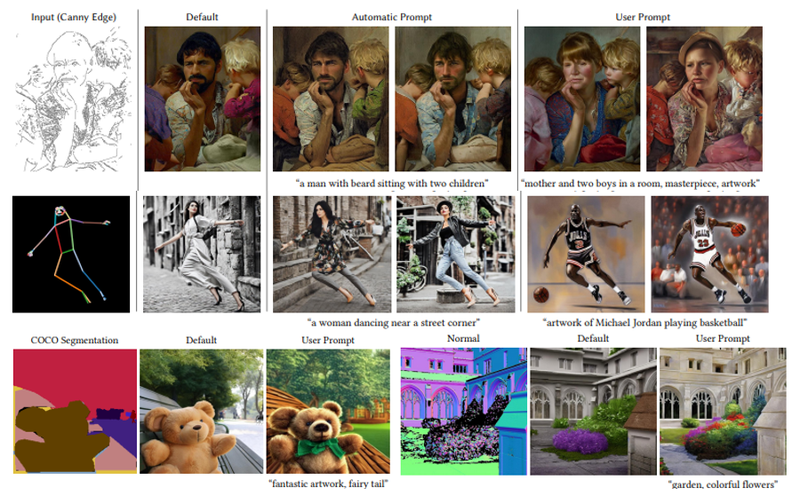 Input (Canny Edge) Default Automatic Prompt User Prompt
“a man with beard sitting with two children” “mother and two boys in a room, masterpiece, artwork”
“a woman dancing near a street corner” “artwork of Michael Jordan playing basketball”
COCO Segmentation Default User Prompt Normal Default User Prompt
“fantastic artwork, fairy tail” “garden, colorful flowers”